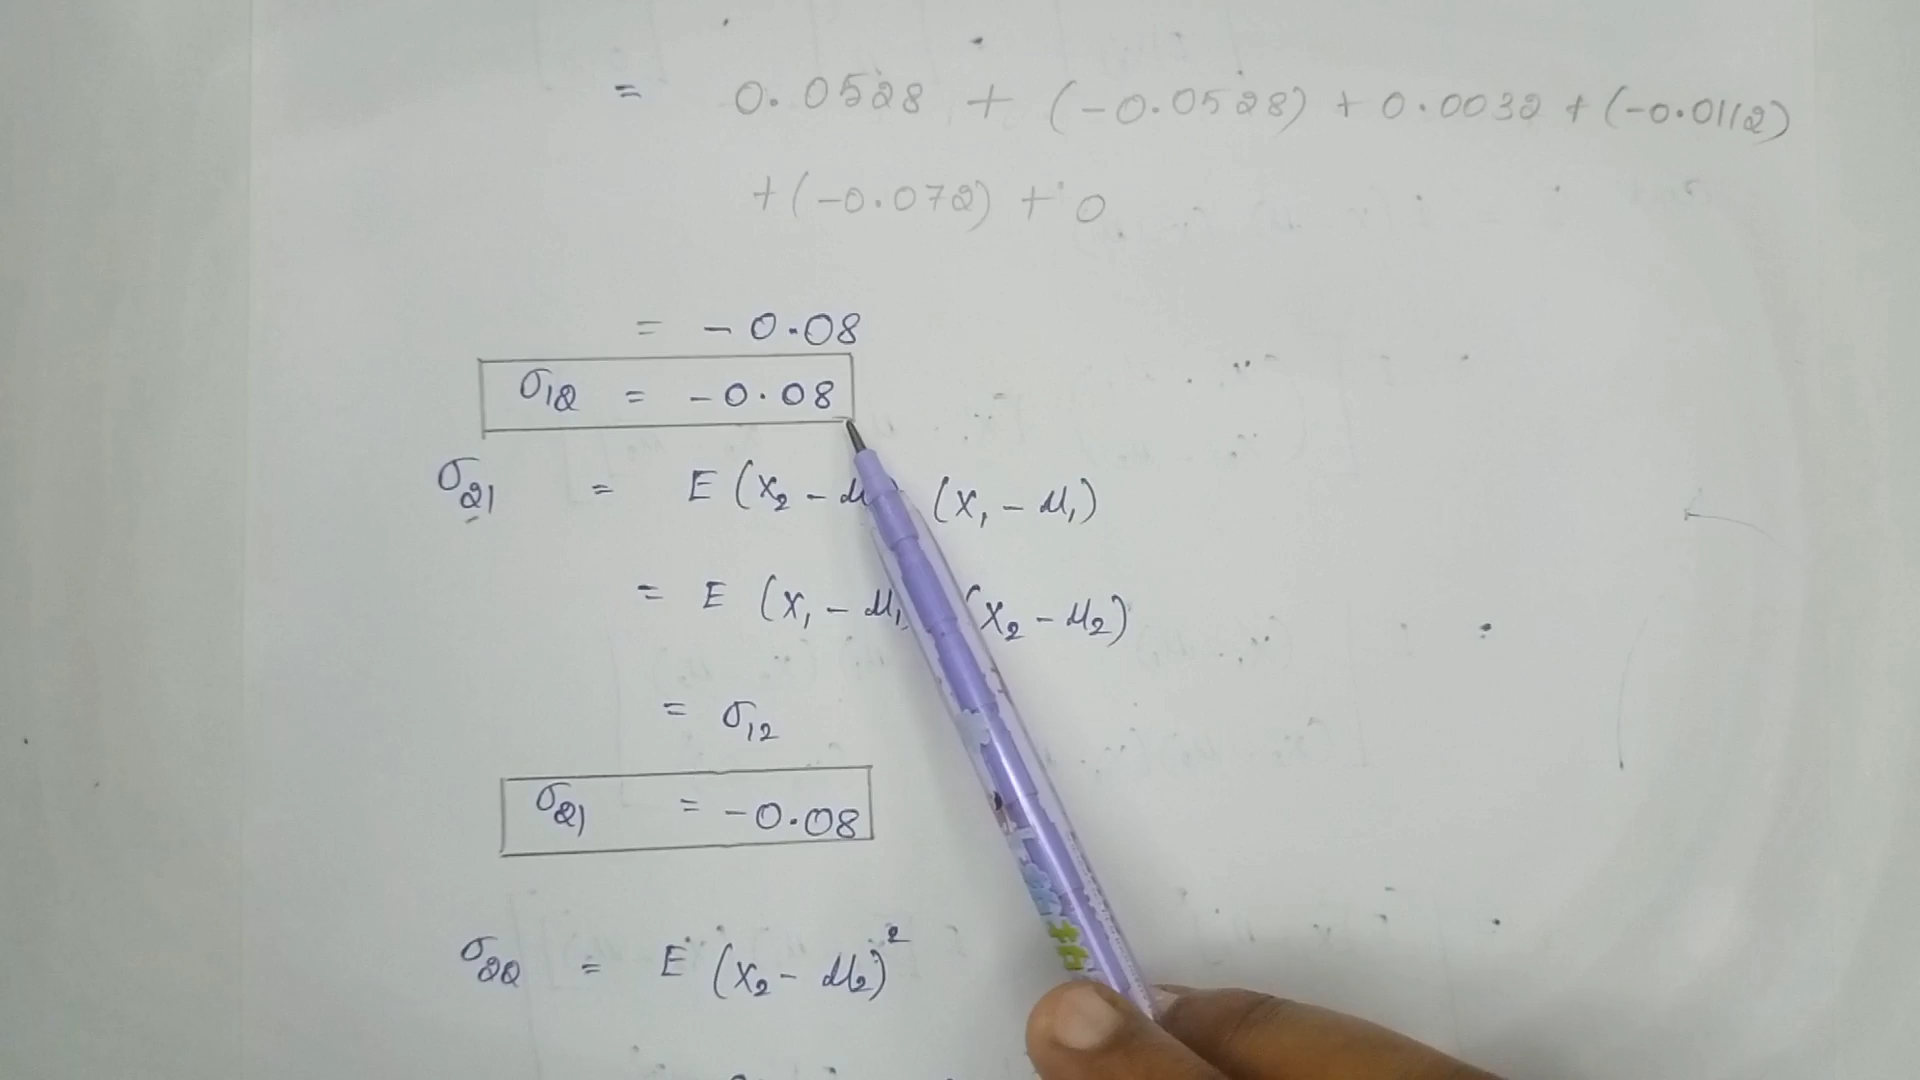 = 0.0528 + (-0.0528) + 0.0032 + (-0.0112)
+ (-0.072) + 0
= - 0.08
σ12 = - 0.08
σ21 = E (X2 - μ) (X1 - μ1)
= E (X1 - μ1 (X2 - μ2)
= σ12
σ21 = - 0.08
σ22 = E (X2 - μ2)²